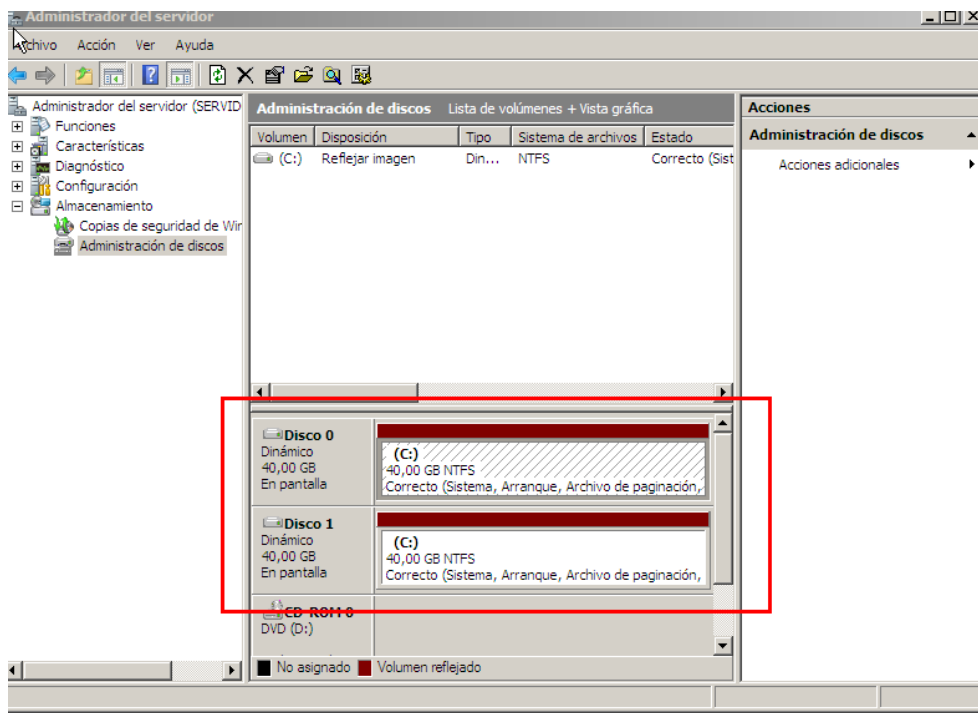 Administrador del servidor
Archivo Acción Ver Ayuda
Administrador del servidor (SERVID
Funciones
Características
Diagnóstico
Configuración
Almacenamiento
Copias de seguridad de Wir
Administración de discos
Administración de discos Lista de volúmenes + Vista gráfica
Volumen Disposición Tipo Sistema de archivos Estado
(C:) Reflejar imagen Din... NTFS Correcto (Sist
Disco 0
Dinámico
40,00 GB
En pantalla
(C:)
40,00 GB NTFS
Correcto (Sistema, Arranque, Archivo de paginación,
Disco 1
Dinámico
40,00 GB
En pantalla
(C:)
40,00 GB NTFS
Correcto (Sistema, Arranque, Archivo de paginación,
CD-ROM 0
DVD (D:)
No asignado Volumen reflejado
Acciones
Administración de discos
Acciones adicionales